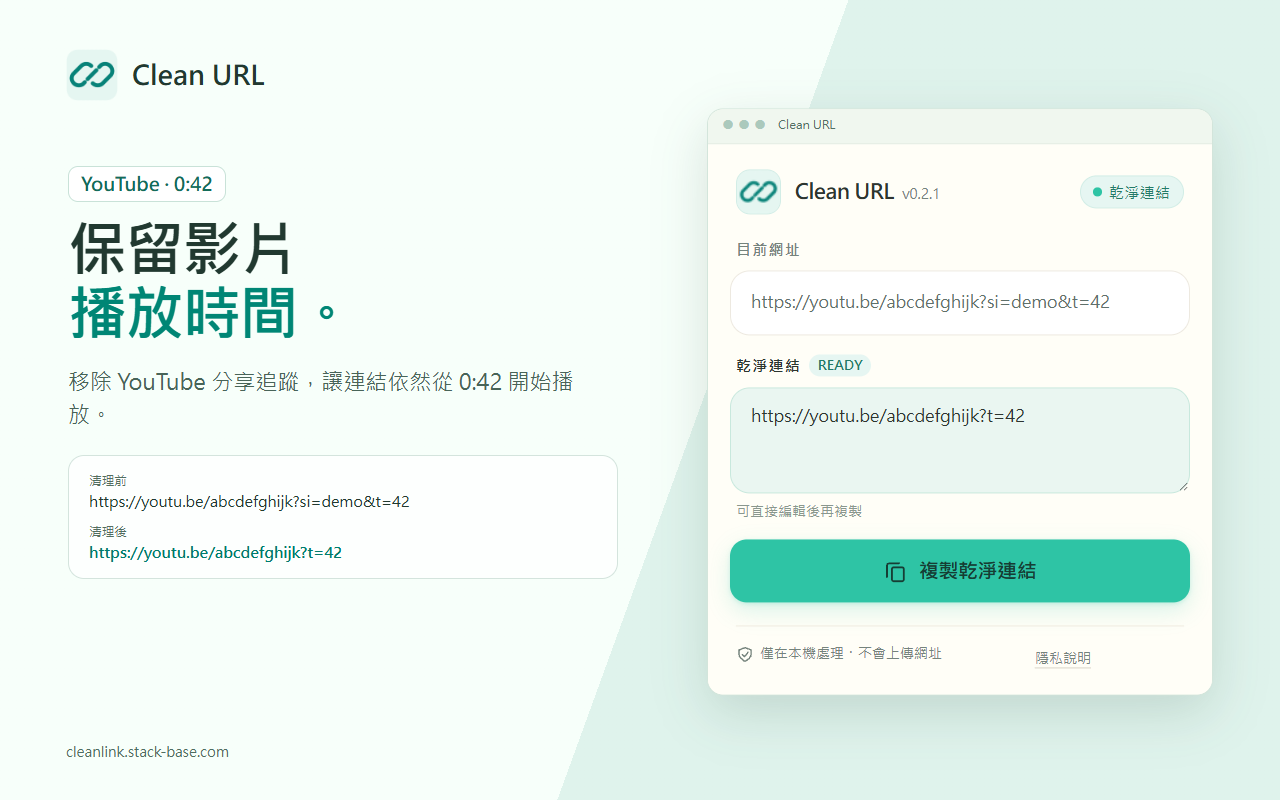 Clean URL
YouTube · 0:42
保留影片
播放時間。
移除 YouTube 分享追蹤，讓連結依然從 0:42 開始播
放。
清理前
https://youtu.be/abcdefghijk?si=demo&t=42
清理後
https://youtu.be/abcdefghijk?t=42
cleanlink.stack-base.com
Clean URL
Clean URL v0.2.1
乾淨連結
目前網址
https://youtu.be/abcdefghijk?si=demo&t=42
乾淨連結 READY
https://youtu.be/abcdefghijk?t=42
可直接編輯後再複製
複製乾淨連結
僅在本機處理．不會上傳網址
隱私說明